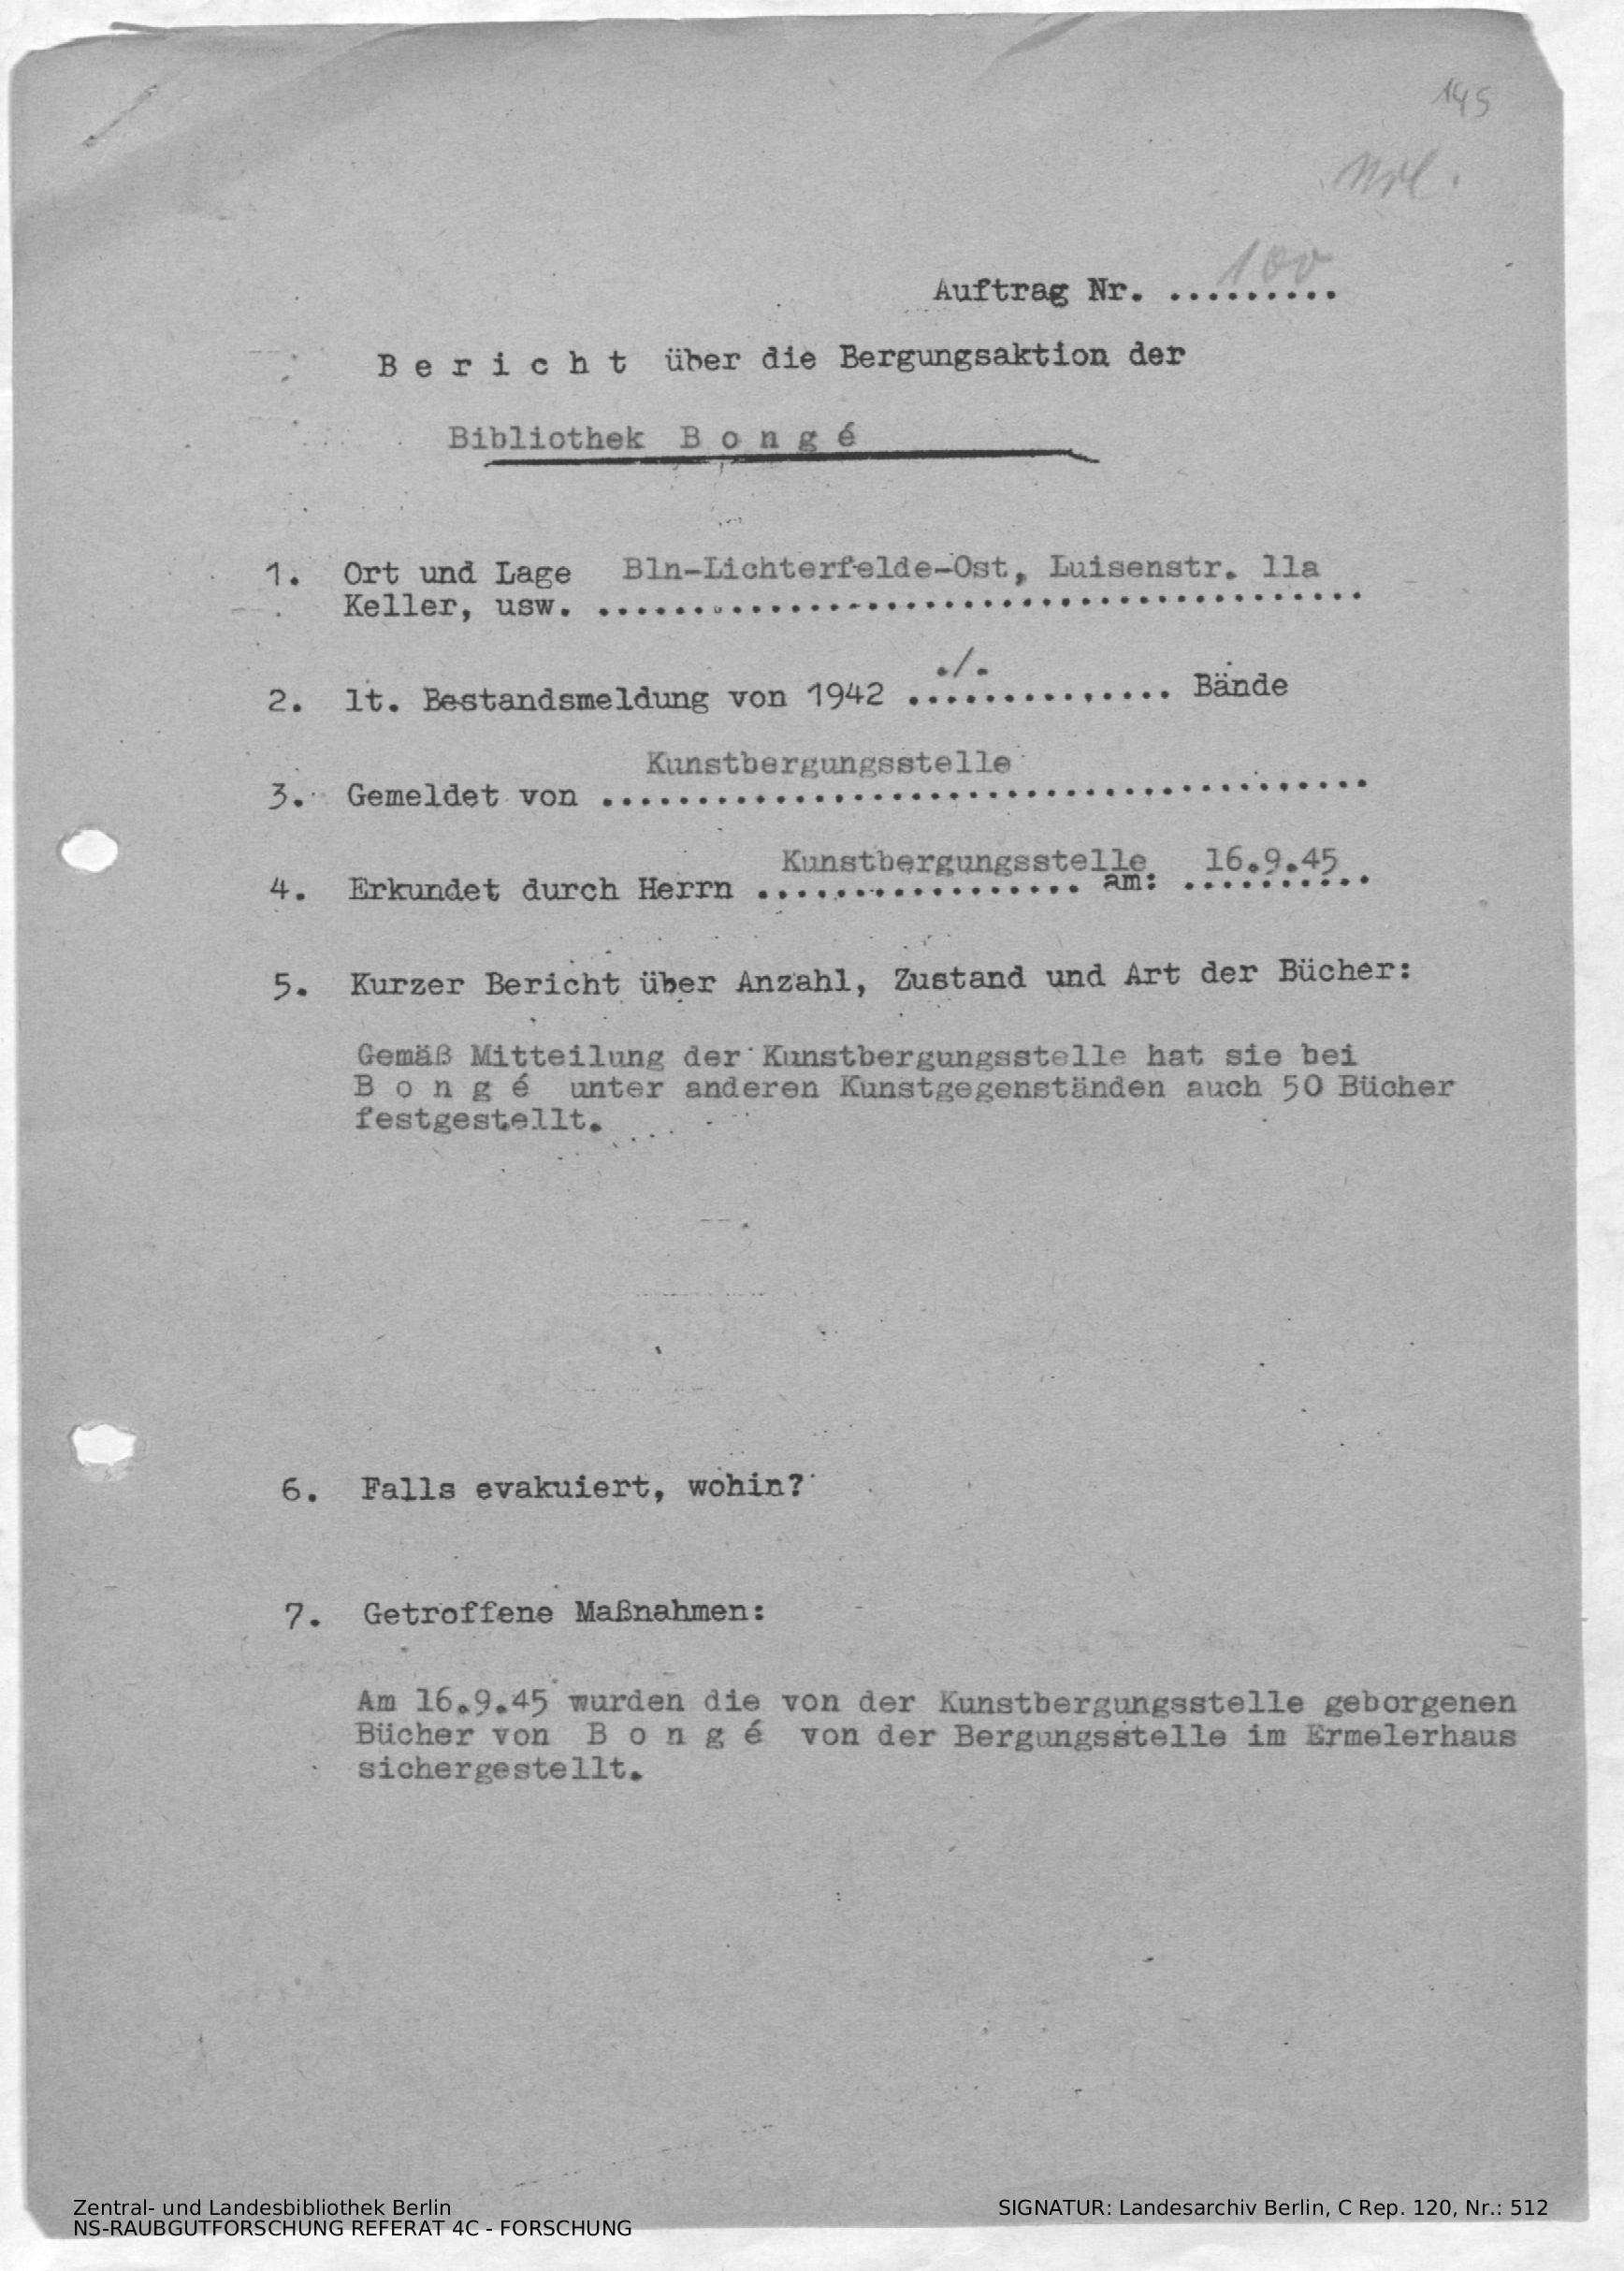 145
Auftrag Nr. 100 .........
B e r i c h t über die Bergungsaktion der
Bibliothek B o n g é
1. Ort und Lage Bln-Lichterfelde-Ost, Luisenstr. 11a
Keller, usw. ........................................
2. lt. Bestandsmeldung von 1942 ../............. Bände
3. Gemeldet von Kunstbergungsstelle ........................................
4. Erkundet durch Herrn Kunstbergungsstelle ................. am: 16.9.45 ..........
5. Kurzer Bericht über Anzahl, Zustand und Art der Bücher:
Gemäß Mitteilung der Kunstbergungsstelle hat sie bei
B o n g é unter anderen Kunstgegenständen auch 50 Bücher
festgestellt.
6. Falls evakuiert, wohin?
7. Getroffene Maßnahmen:
Am 16.9.45 wurden die von der Kunstbergungsstelle geborgenen
Bücher von B o n g é von der Bergungsstelle im Ermelerhaus
sichergestellt.
Zentral- und Landesbibliothek Berlin
NS-RAUBGUTFORSCHUNG REFERAT 4C - FORSCHUNG
SIGNATUR: Landesarchiv Berlin, C Rep. 120, Nr.: 512